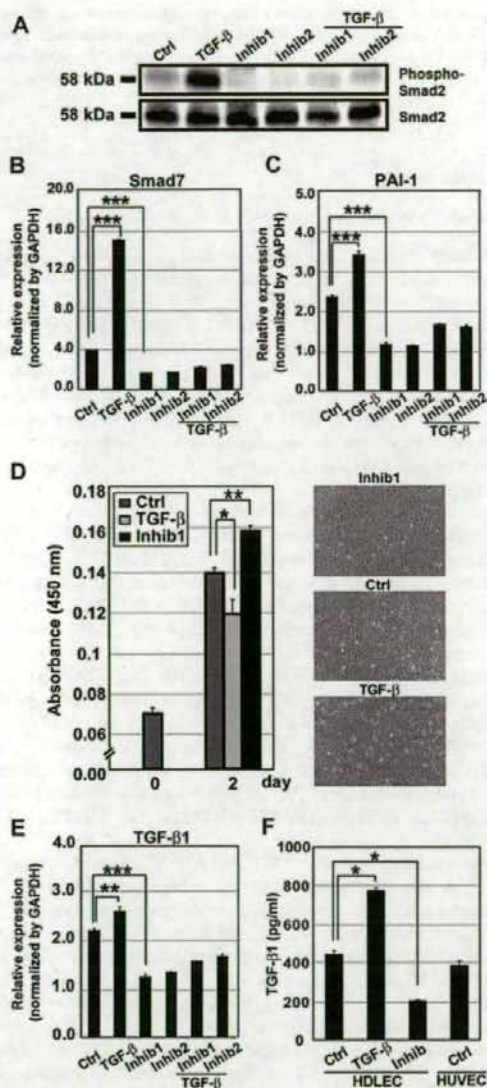 A
TGF-β
Ctrl TGF-β Inhib1 Inhib2 Inhib1 Inhib2
58 kDa Phospho-
Smad2
58 kDa Smad2
B
Smad7
Relative expression
(normalized by GAPDH)
20.0
16.0
12.0
8.0
4.0
0.0
***
***
Ctrl TGF-β Inhib1 Inhib2 Inhib1 Inhib2
TGF-β
C
PAI-1
Relative expression
(normalized by GAPDH)
5.0
4.0
3.0
2.0
1.0
0.0
***
***
Ctrl TGF-β Inhib1 Inhib2 Inhib1 Inhib2
TGF-β
D
Absorbance (450 nm)
0.18
0.16
0.14
0.12
0.1
0.08
0.06
0.00
Ctrl
TGF-β
Inhib1
**
*
0 2 day
Inhib1
Ctrl
TGF-β
E
TGF-β1
Relative expression
(normalized by GAPDH)
4.0
3.0
2.0
1.0
0.0
***
**
Ctrl TGF-β Inhib1 Inhib2 Inhib1 Inhib2
TGF-β
F
TGF-β1 (pg/ml)
1000
800
600
400
200
0
*
*
Ctrl TGF-β Inhib Ctrl
HDLEC HUVEC